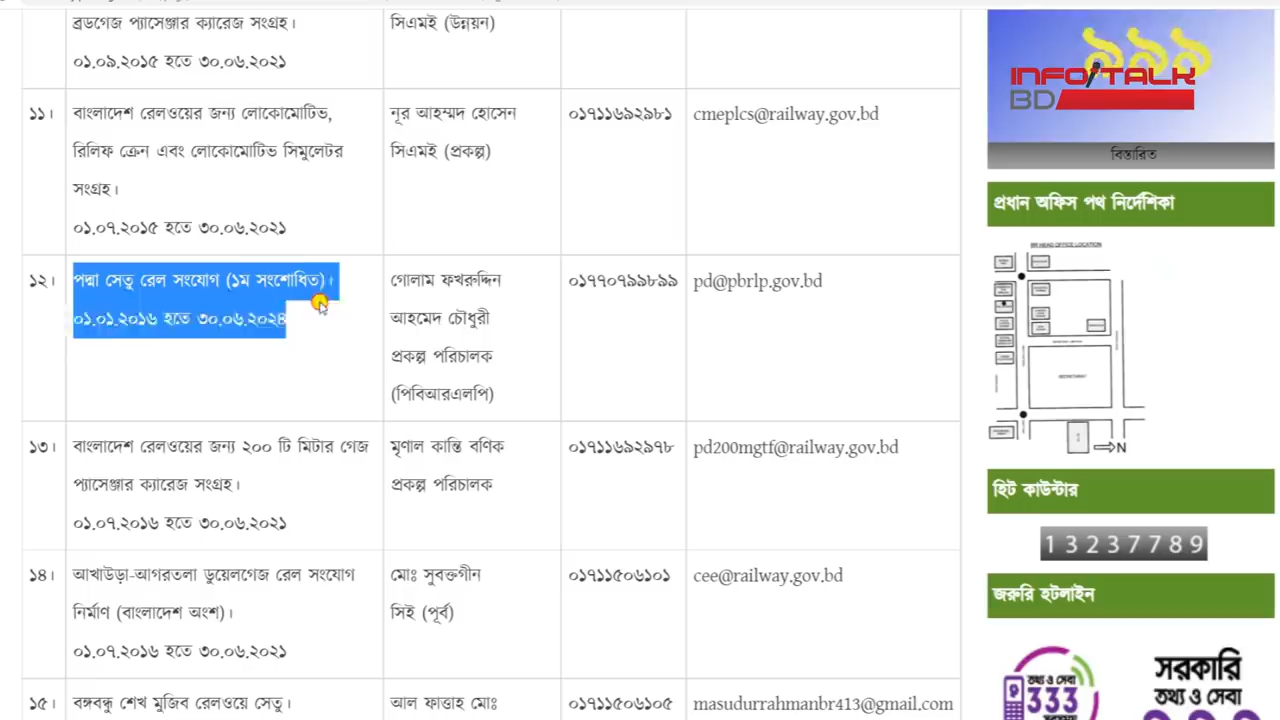 ব্রডগেজ প্যাসেঞ্জার ক্যারেজ সংগ্রহ।
০১.০৯.২০১৫ হতে ৩০.০৬.২০২১
সিএমই (উন্নয়ন)
১১।
বাংলাদেশ রেলওয়ের জন্য লোকোমোটিভ,
রিলিফ ক্রেন এবং লোকোমোটিভ সিমুলেটর
সংগ্রহ।
০১.০৭.২০১৫ হতে ৩০.০৬.২০২১
নূর আহম্মদ হোসেন
সিএমই (প্রকল্প)
০১৭১১৬৯২৯৮১
cmeplcs@railway.gov.bd
১২।
পদ্মা সেতু রেল সংযোগ (১ম সংশোধিত)।
০১.০১.২০১৬ হতে ৩০.০৬.২০২৪
গোলাম ফখরুদ্দিন
আহমেদ চৌধুরী
প্রকল্প পরিচালক
(পিবিআরএলপি)
০১৭৭০৭৯৯৮৯৯
pd@pbrlp.gov.bd
১৩।
বাংলাদেশ রেলওয়ের জন্য ২০০ টি মিটার গেজ
প্যাসেঞ্জার ক্যারেজ সংগ্রহ।
০১.০৭.২০১৬ হতে ৩০.০৬.২০২১
মৃণাল কান্তি বণিক
প্রকল্প পরিচালক
০১৭১১৬৯২৯৭৮
pd200mgtf@railway.gov.bd
১৪।
আখাউড়া-আগরতলা ডুয়েলগেজ রেল সংযোগ
নির্মাণ (বাংলাদেশ অংশ)।
০১.০৭.২০১৬ হতে ৩০.০৬.২০২১
মোঃ সুবক্তগীন
সিই (পূর্ব)
০১৭১১৫০৬১০১
cee@railway.gov.bd
১৫।
বঙ্গবন্ধু শেখ মুজিব রেলওয়ে সেতু।
আল ফাত্তাহ মোঃ
০১৭১১৫০৬১০৫
masudurrahmanbr413@gmail.com
৯৯৯
INFO TALK
BD
বিস্তারিত
প্রধান অফিস পথ নির্দেশিকা
BR HEAD OFFICE LOCATION
N
হিট কাউন্টার
13237789
জরুরি হটলাইন
তথ্য ও সেবা
333
সরকারি
তথ্য ও সেবা